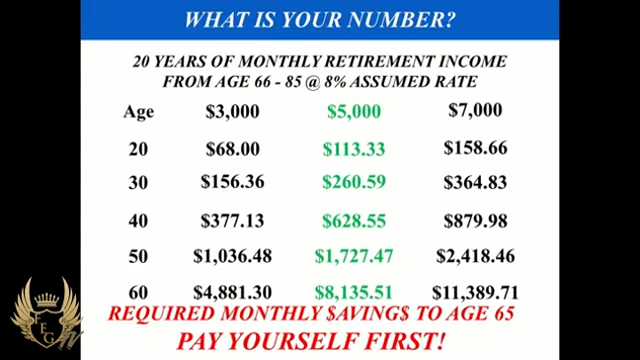 WHAT IS YOUR NUMBER?
20 YEARS OF MONTHLY RETIREMENT INCOME
FROM AGE 66 - 85 @ 8% ASSUMED RATE
Age $3,000 $5,000 $7,000
20 $68.00 $113.33 $158.66
30 $156.36 $260.59 $364.83
40 $377.13 $628.55 $879.98
50 $1,036.48 $1,727.47 $2,418.46
60 $4,881.30 $8,135.51 $11,389.71
REQUIRED MONTHLY $AVING$ TO AGE 65
PAY YOURSELF FIRST!
FEG
TV